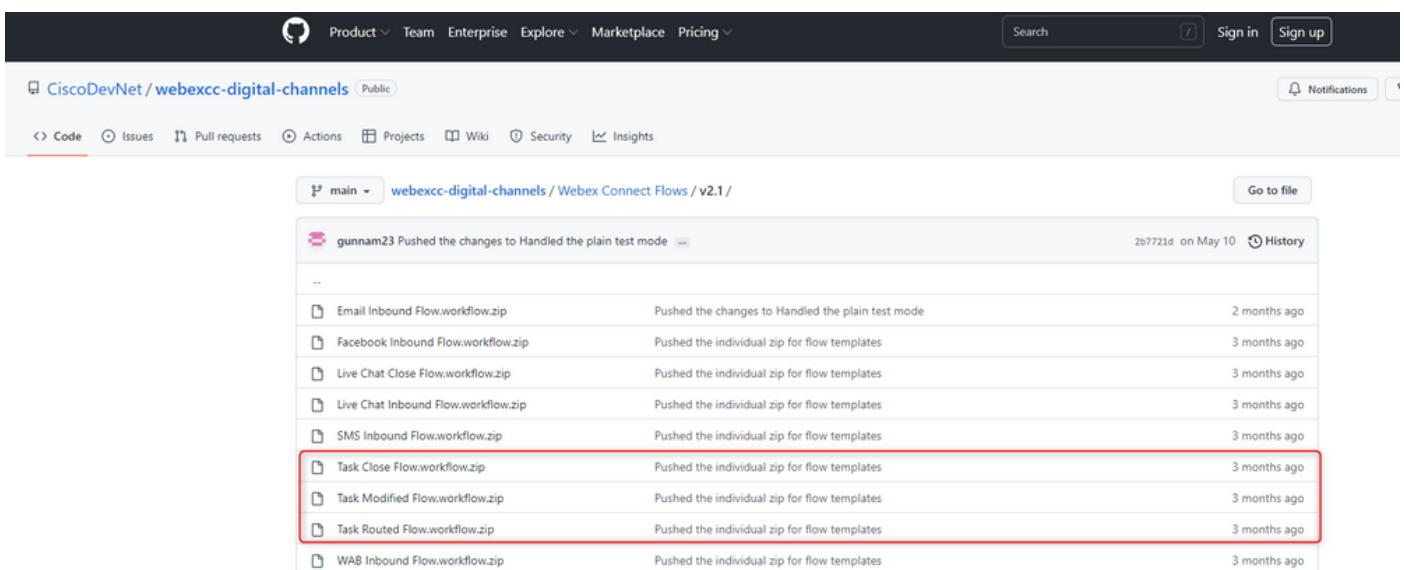 Product Team Enterprise Explore Marketplace Pricing Search / Sign in Sign up
CiscoDevNet / webexcc-digital-channels Public Notifications
<> Code Issues Pull requests Actions Projects Wiki Security Insights
main webexcc-digital-channels / Webex Connect Flows / v2.1 / Go to file
gunnam23 Pushed the changes to Handled the plain test mode ... 2b7721d on May 10 History
..
Email Inbound Flow.workflow.zip Pushed the changes to Handled the plain test mode 2 months ago
Facebook Inbound Flow.workflow.zip Pushed the individual zip for flow templates 3 months ago
Live Chat Close Flow.workflow.zip Pushed the individual zip for flow templates 3 months ago
Live Chat Inbound Flow.workflow.zip Pushed the individual zip for flow templates 3 months ago
SMS Inbound Flow.workflow.zip Pushed the individual zip for flow templates 3 months ago
Task Close Flow.workflow.zip Pushed the individual zip for flow templates 3 months ago
Task Modified Flow.workflow.zip Pushed the individual zip for flow templates 3 months ago
Task Routed Flow.workflow.zip Pushed the individual zip for flow templates 3 months ago
WAB Inbound Flow.workflow.zip Pushed the individual zip for flow templates 3 months ago